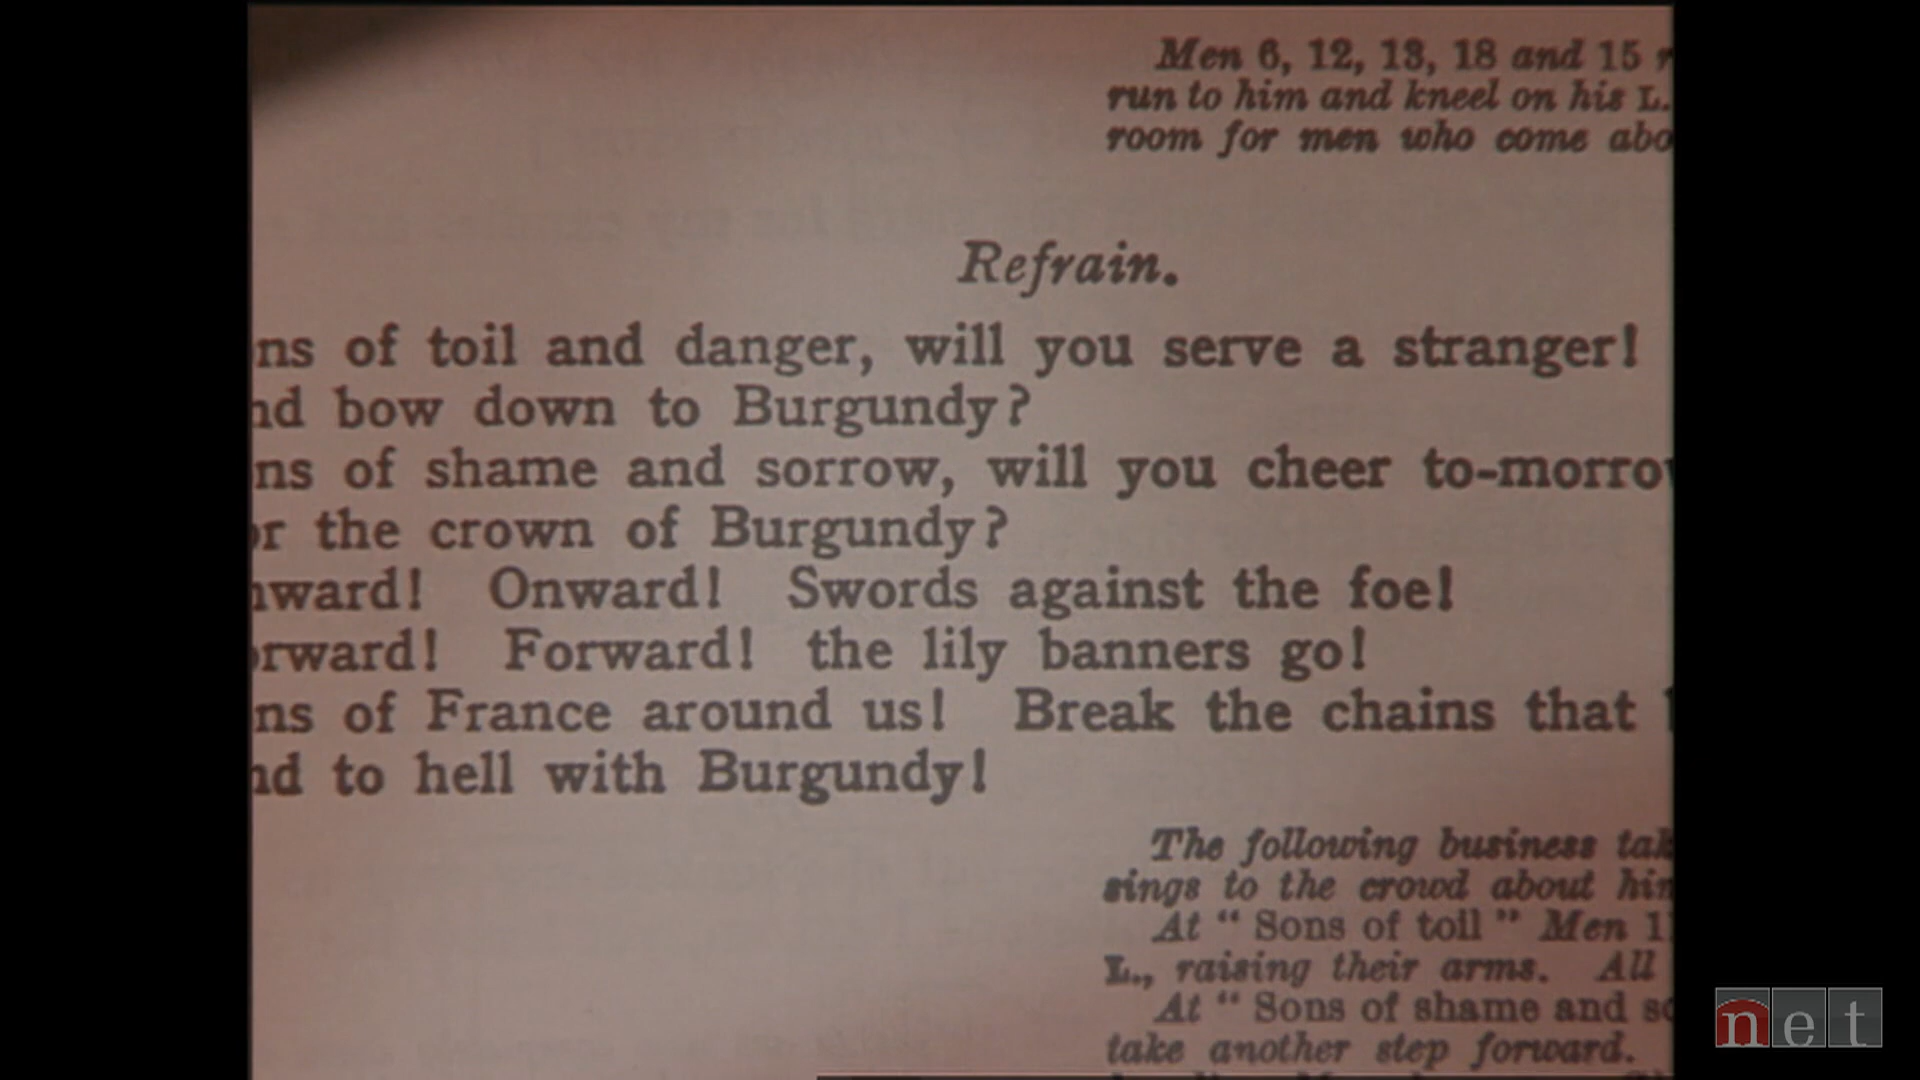 Men 6, 12, 13, 18 and 15 r
run to him and kneel on his L.
room for men who come abo
Refrain.
ns of toil and danger, will you serve a stranger!
nd bow down to Burgundy?
ns of shame and sorrow, will you cheer to-morrow
or the crown of Burgundy?
nward! Onward! Swords against the foe!
orward! Forward! the lily banners go!
ns of France around us! Break the chains that
nd to hell with Burgundy!
The following business tak
sings to the crowd about him
At "Sons of toil" Men 1
L., raising their arms. All
At "Sons of shame and so
take another step forward.
net